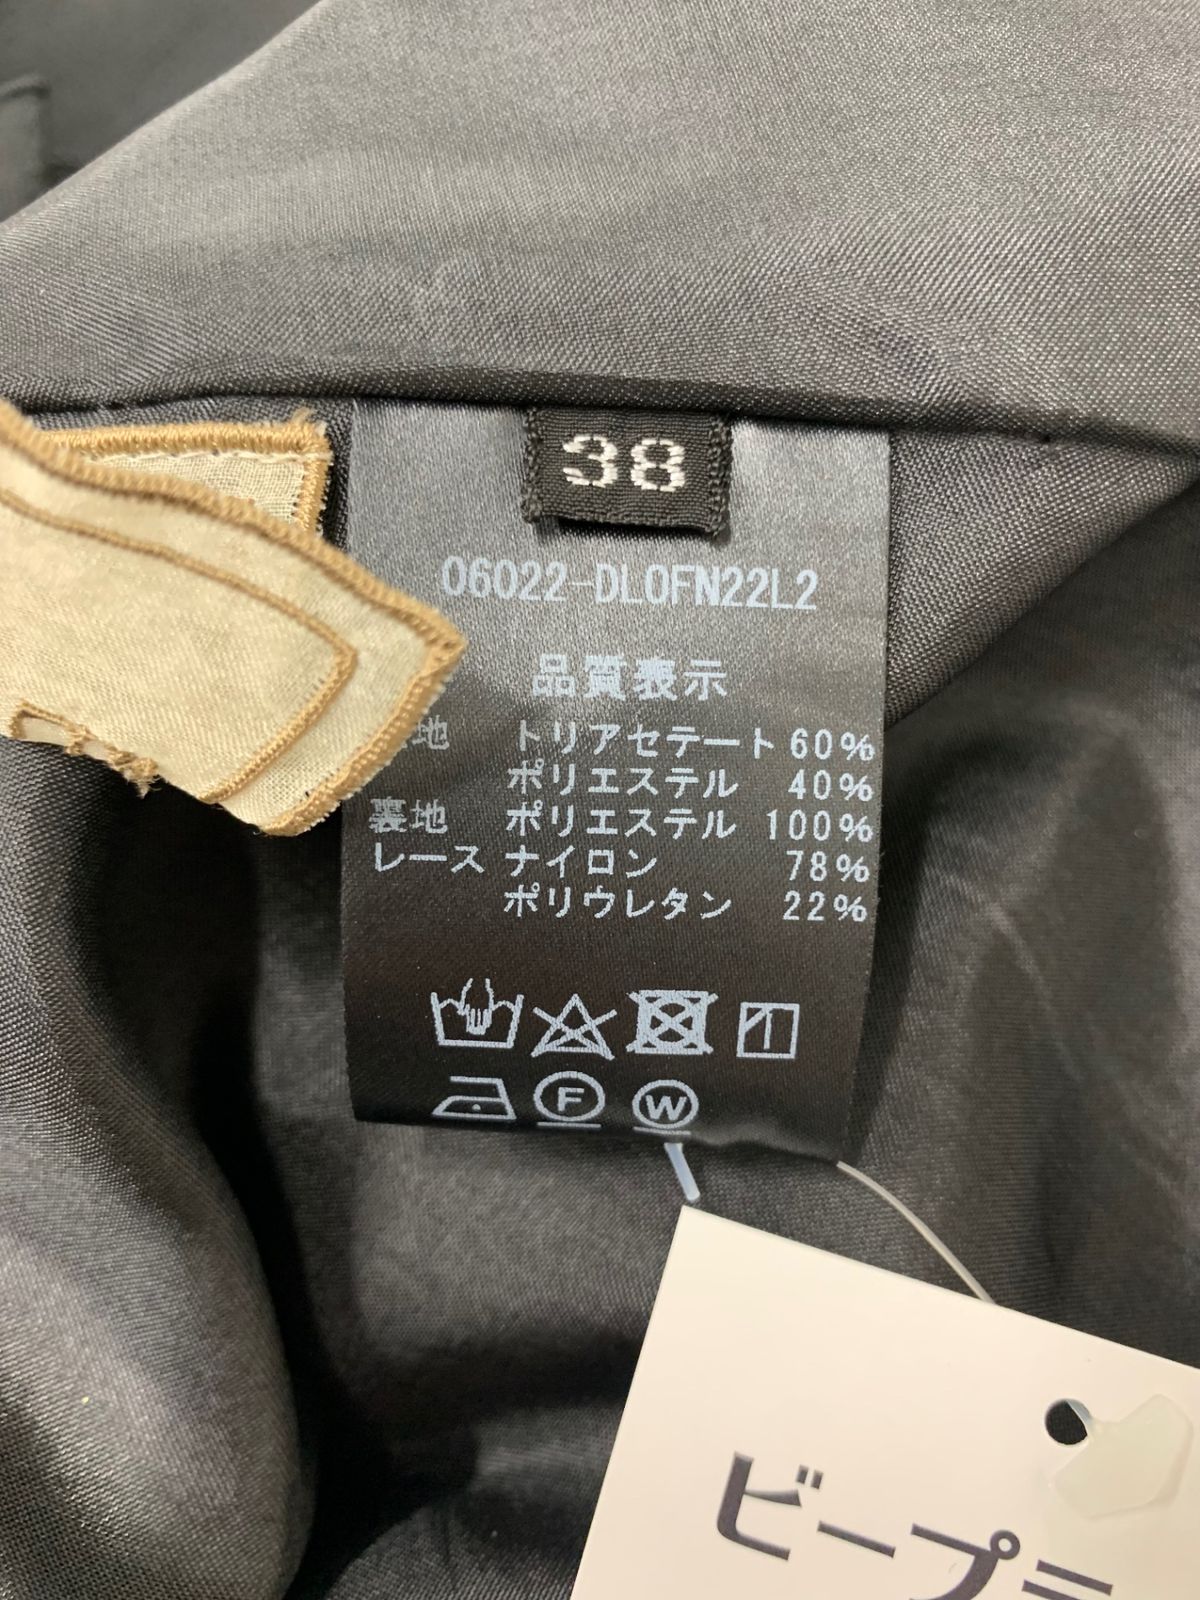 38
06022-DLOFN22L2
品質表示
地 トリアセテート 60%
ポリエステル 40%
裏地 ポリエステル 100%
レース ナイロン 78%
ポリウレタン 22%
F W
ビープ